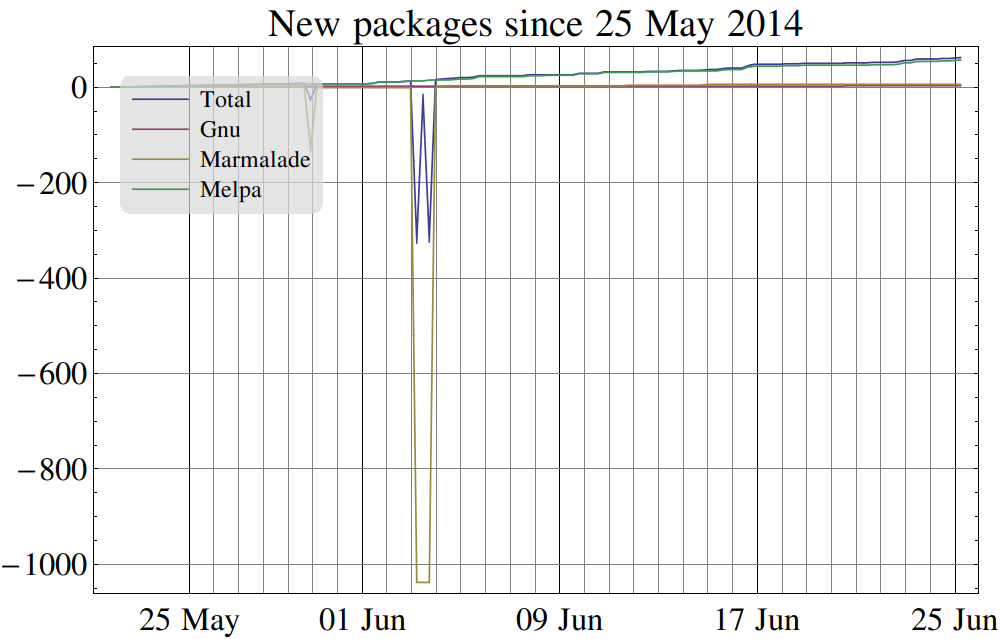 New packages since 25 May 2014
0
−200
−400
−600
−800
−1000
Total
Gnu
Marmalade
Melpa
25 May 01 Jun 09 Jun 17 Jun 25 Jun